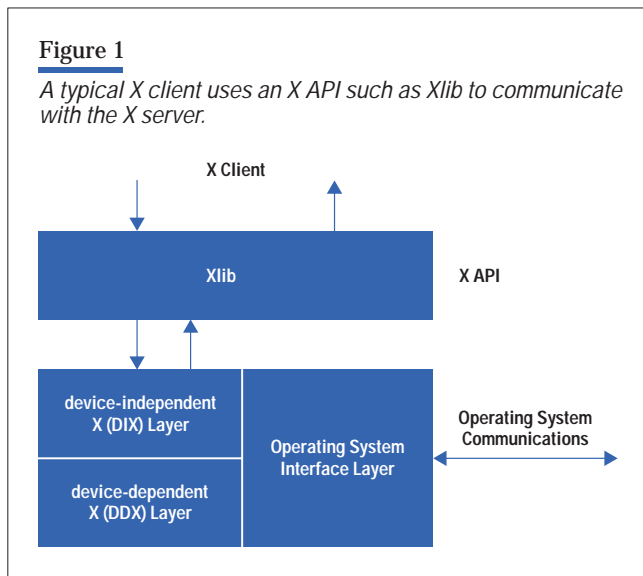 Figure 1
A typical X client uses an X API such as Xlib to communicate
with the X server.
X Client
Xlib
X API
device-independent
X (DIX) Layer
device-dependent
X (DDX) Layer
Operating System
Interface Layer
Operating System
Communications